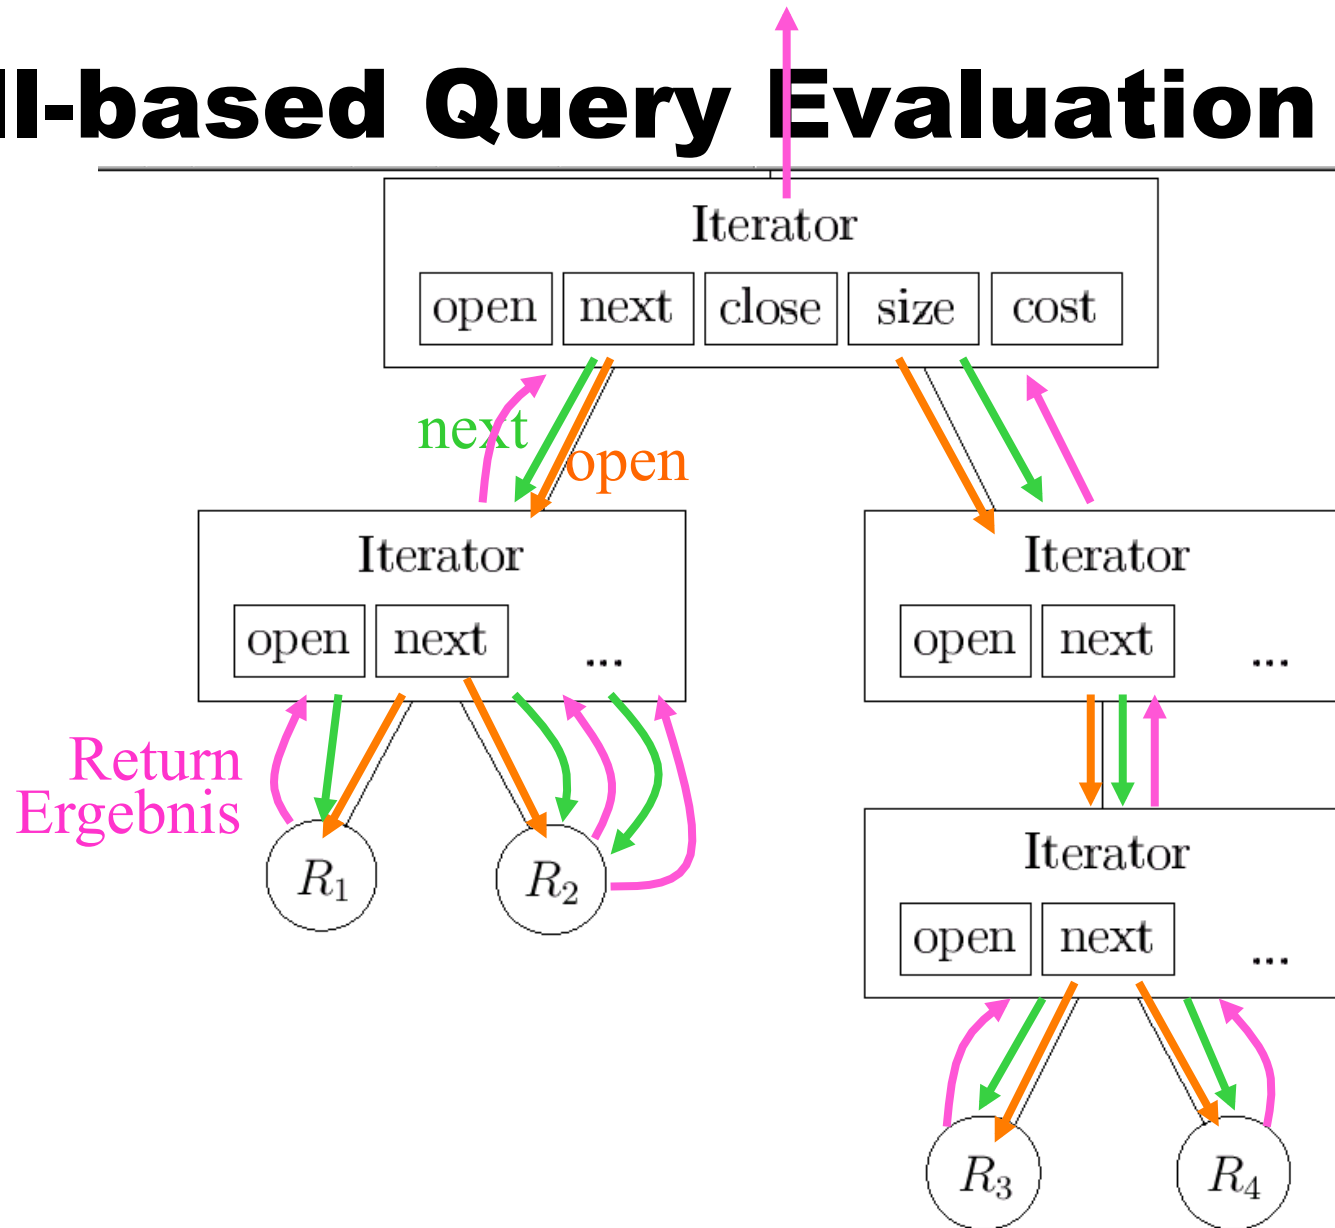 ll-based Query Evaluation
Iterator
open next close size cost
next
open
Iterator
open next ...
Iterator
open next ...
Return
Ergebnis
Iterator
open next ...
R1
R2
R3
R4